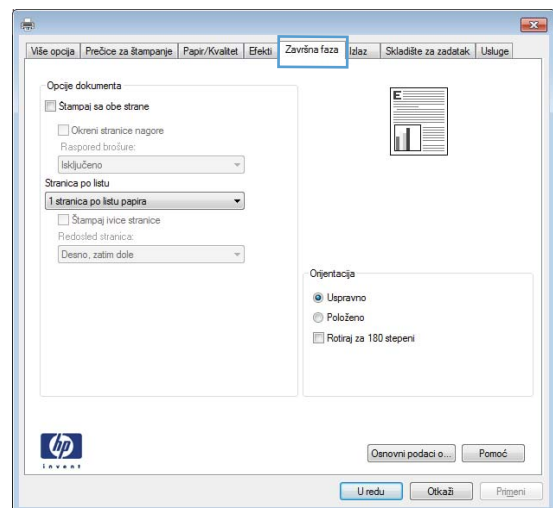 Više opcija Prečice za štampanje Papir/Kvalitet Efekti Završna faza Izlaz Skladište za zadatak Usluge
Opcije dokumenta
Štampaj sa obe strane
Okreni stranice nagore
Raspored brošure:
Isključeno
Stranica po listu
1 stranica po listu papira
Štampaj ivice stranice
Redosled stranica:
Desno, zatim dole
E
Orijentacija
Uspravno
Položeno
Rotiraj za 180 stepeni
hp
invent
Osnovni podaci o... Pomoć
U redu Otkaži Primeni